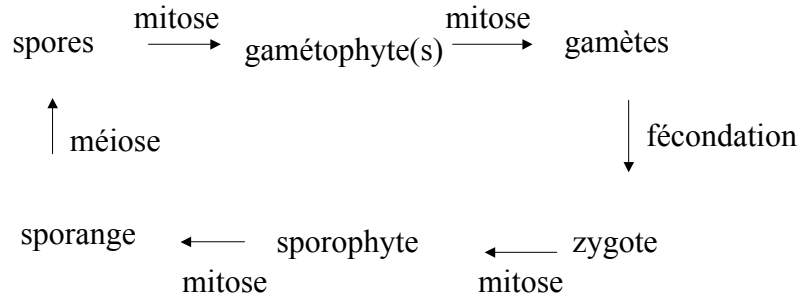 mitose mitose
spores gamétophyte(s) gamètes
méiose fécondation
sporange sporophyte zygote
mitose mitose